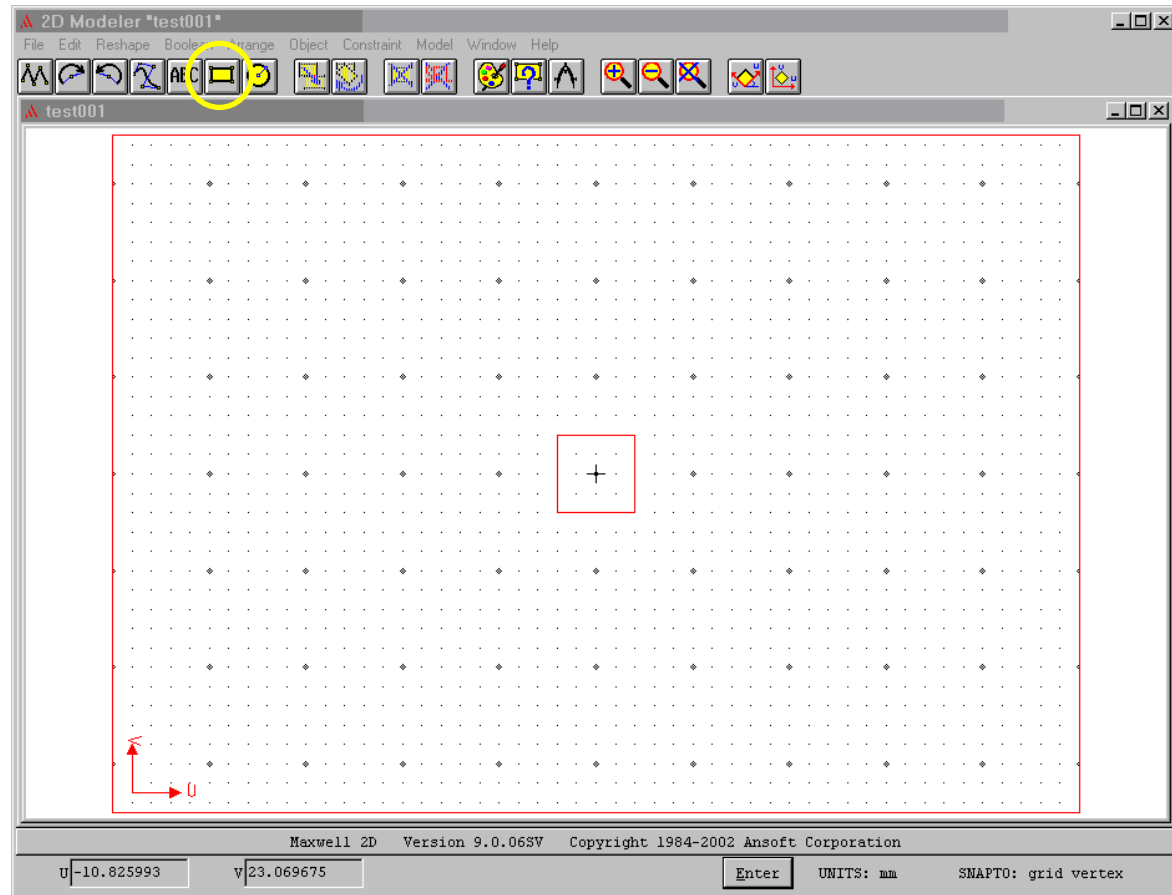 2D Modeler "test001"
File Edit Reshape Boolean Arrange Object Constraint Model Window Help
ABC
test001
V
U
Maxwell 2D Version 9.0.06SV Copyright 1984-2002 Ansoft Corporation
U -10.825993 V 23.069675 Enter UNITS: mm SNAPTO: grid vertex